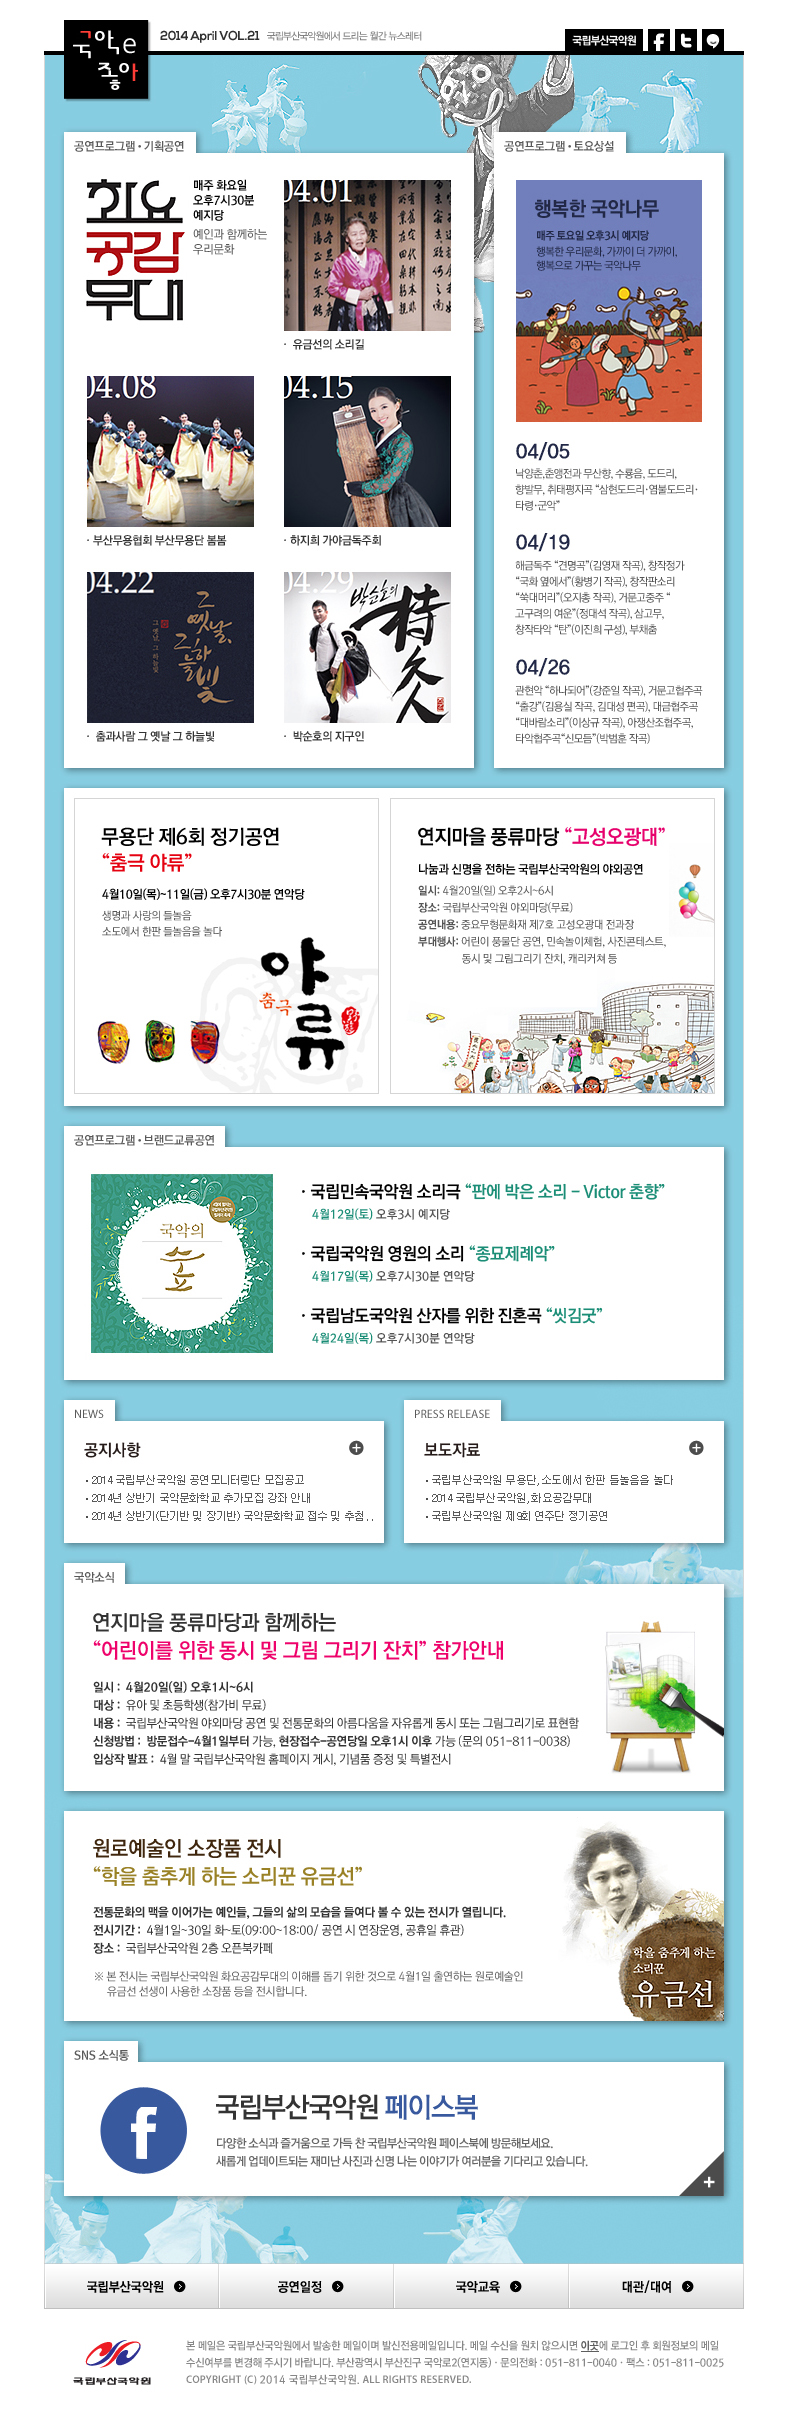 국악e
좋아
2014 April VOL.21 국립부산국악원에서 드리는 월간 뉴스레터
국립부산국악원
공연프로그램 • 기획공연
화요
공감
무대
매주 화요일
오후7시30분
예지당
예인과 함께하는
우리문화
04.01
· 유금선의 소리길
04.08
· 부산무용협회 부산무용단 봄봄
04.15
· 하지희 가야금독주회
04.22
그
옛날,
그 하늘빛
그 옛날 그 하늘빛
· 춤과사람 그 옛날 그 하늘빛
04.29
박순호의
持久人
· 박순호의 지구인
공연프로그램 • 토요상설
행복한 국악나무
매주 토요일 오후3시 예지당
행복한 우리문화, 가까이 더 가까이,
행복으로 가꾸는 국악나무
04/05
낙양춘,춘앵전과 무산향, 수룡음, 도드리,
향발무, 취태평지곡 “삼현도드리·염불도드리·
타령·군악”
04/19
해금독주 “견명곡”(김영재 작곡), 창작정가
“국화 옆에서”(황병기 작곡), 창작판소리
“쑥대머리”(오지총 작곡), 거문고중주 “
고구려의 여운”(정대석 작곡), 삼고무,
창작타악 “탄”(이진희 구성), 부채춤
04/26
관현악 “하나되어”(강준일 작곡), 거문고협주곡
“출강”(김용실 작곡, 김대성 편곡), 대금협주곡
“대바람소리”(이상규 작곡), 아쟁산조협주곡,
타악협주곡“신모듬”(박범훈 작곡)
무용단 제6회 정기공연
“춤극 야류”
4월10일(목)~11일(금) 오후7시30분 연악당
생명과 사랑의 들놀음
소도에서 한판 들놀음을 놀다
춤극
야류
연지마을 풍류마당 “고성오광대”
나눔과 신명을 전하는 국립부산국악원의 야외공연
일시: 4월20일(일) 오후2시~6시
장소: 국립부산국악원 야외마당(무료)
공연내용: 중요무형문화재 제7호 고성오광대 전과장
부대행사: 어린이 풍물단 공연, 민속놀이체험, 사진콘테스트,
동시 및 그림그리기 잔치, 캐리커쳐 등
공연프로그램 • 브랜드교류공연
국악의
숲
· 국립민속국악원 소리극 “판에 박은 소리 - Victor 춘향”
4월12일(토) 오후3시 예지당
· 국립국악원 영원의 소리 “종묘제례악”
4월17일(목) 오후7시30분 연악당
· 국립남도국악원 산자를 위한 진혼곡 “씻김굿”
4월24일(목) 오후7시30분 연악당
NEWS
공지사항
· 2014 국립부산국악원 공연모니터링단 모집공고
· 2014년 상반기 국악문화학교 추가모집 강좌 안내
· 2014년 상반기(단기반 및 장기반) 국악문화학교 접수 및 추첨..
PRESS RELEASE
보도자료
· 국립부산국악원 무용단, 소도에서 한판 들놀음을 놀다
· 2014 국립부산국악원, 화요공감무대
· 국립부산국악원 제9회 연주단 정기공연
국악소식
연지마을 풍류마당과 함께하는
“어린이를 위한 동시 및 그림 그리기 잔치” 참가안내
일시 : 4월20일(일) 오후1시~6시
대상 : 유아 및 초등학생(참가비 무료)
내용 : 국립부산국악원 야외마당 공연 및 전통문화의 아름다움을 자유롭게 동시 또는 그림그리기로 표현함
신청방법 : 방문접수-4월1일부터 가능, 현장접수-공연당일 오후1시 이후 가능 (문의 051-811-0038)
입상작 발표 : 4월 말 국립부산국악원 홈페이지 게시, 기념품 증정 및 특별전시
원로예술인 소장품 전시
“학을 춤추게 하는 소리꾼 유금선”
전통문화의 맥을 이어가는 예인들, 그들의 삶의 모습을 들여다 볼 수 있는 전시가 열립니다.
전시기간 : 4월1일~30일 화~토(09:00~18:00/ 공연 시 연장운영, 공휴일 휴관)
장소 : 국립부산국악원 2층 오픈북카페
※ 본 전시는 국립부산국악원 화요공감무대의 이해를 돕기 위한 것으로 4월1일 출연하는 원로예술인
유금선 선생이 사용한 소장품 등을 전시합니다.
학을 춤추게 하는
소리꾼
유금선
SNS 소식통
국립부산국악원 페이스북
다양한 소식과 즐거움으로 가득 찬 국립부산국악원 페이스북에 방문해보세요.
새롭게 업데이트되는 재미난 사진과 신명 나는 이야기가 여러분을 기다리고 있습니다.
국립부산국악원
공연일정
국악교육
대관/대여
국립부산국악원
본 메일은 국립부산국악원에서 발송한 메일이며 발신전용메일입니다. 메일 수신을 원치 않으시면 이곳에 로그인 후 회원정보의 메일
수신여부를 변경해 주시기 바랍니다. 부산광역시 부산진구 국악로2(연지동) · 문의전화 : 051-811-0040 · 팩스 : 051-811-0025
COPYRIGHT (C) 2014 국립부산국악원. ALL RIGHTS RESERVED.